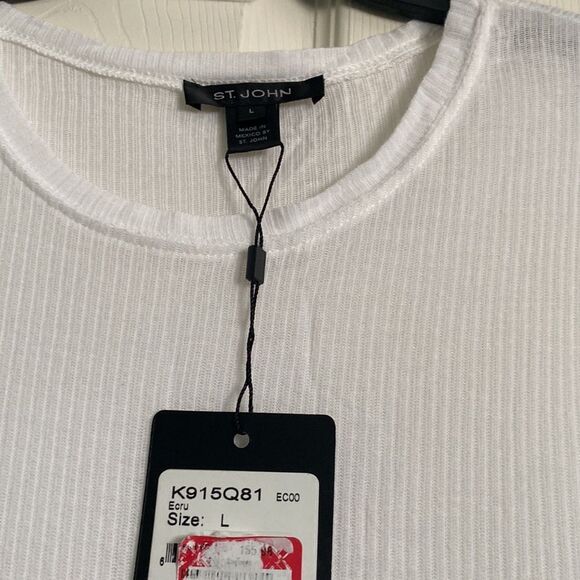 ST. JOHN
L
MADE IN
MEXICO BY
ST. JOHN
K915Q81 EC00
Ecru
Size: L